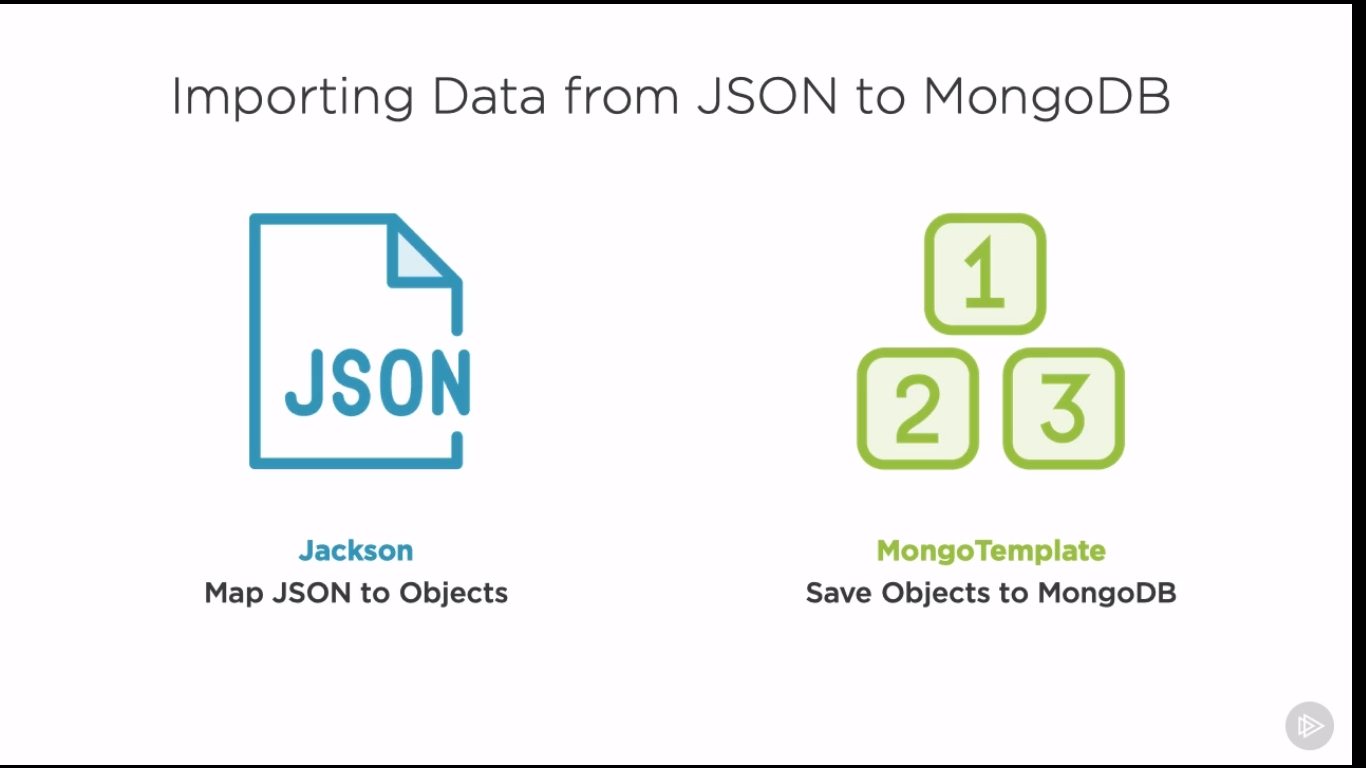 Importing Data from JSON to MongoDB
JSON
1
2 3
Jackson
Map JSON to Objects
MongoTemplate
Save Objects to MongoDB